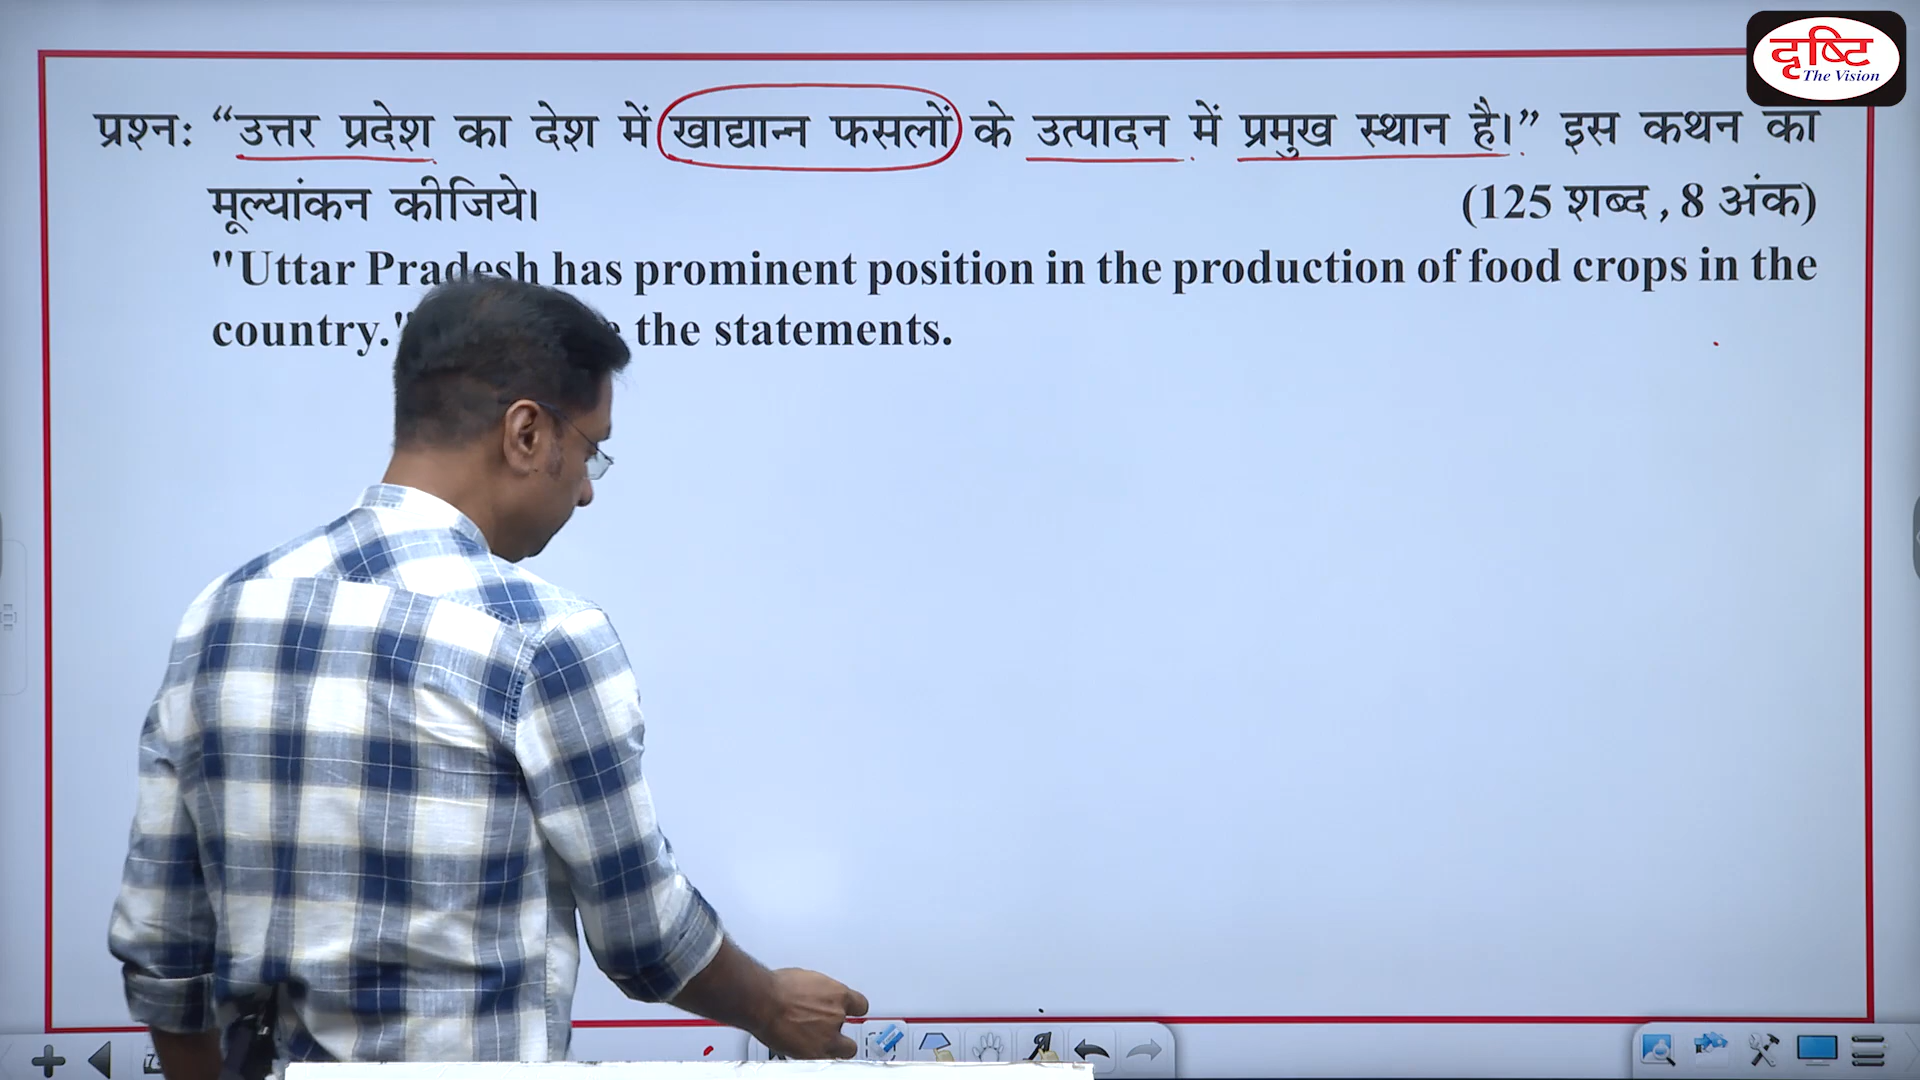 दृष्टि
The Vision
प्रश्न: “उत्तर प्रदेश का देश में खाद्यान्न फसलों के उत्पादन में प्रमुख स्थान है।” इस कथन का
मूल्यांकन कीजिये। (125 शब्द , 8 अंक)
"Uttar Pradesh has prominent position in the production of food crops in the
country." the statements.